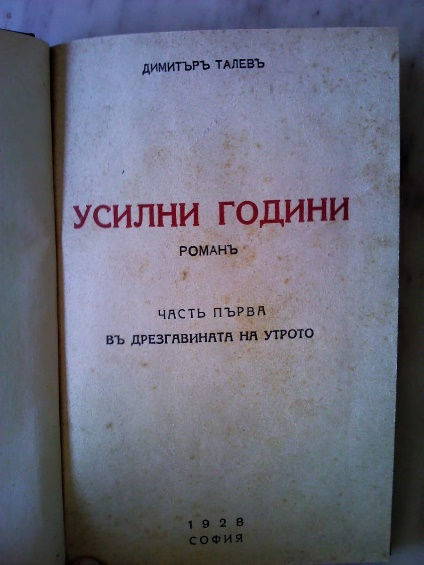 ДИМИТЪРЪ ТАЛЕВЪ
УСИЛНИ ГОДИНИ
РОМАНЪ
ЧАСТЬ ПЪРВА
ВЪ ДРЕЗГАВИНАТА НА УТРОТО
1928
СОФИЯ